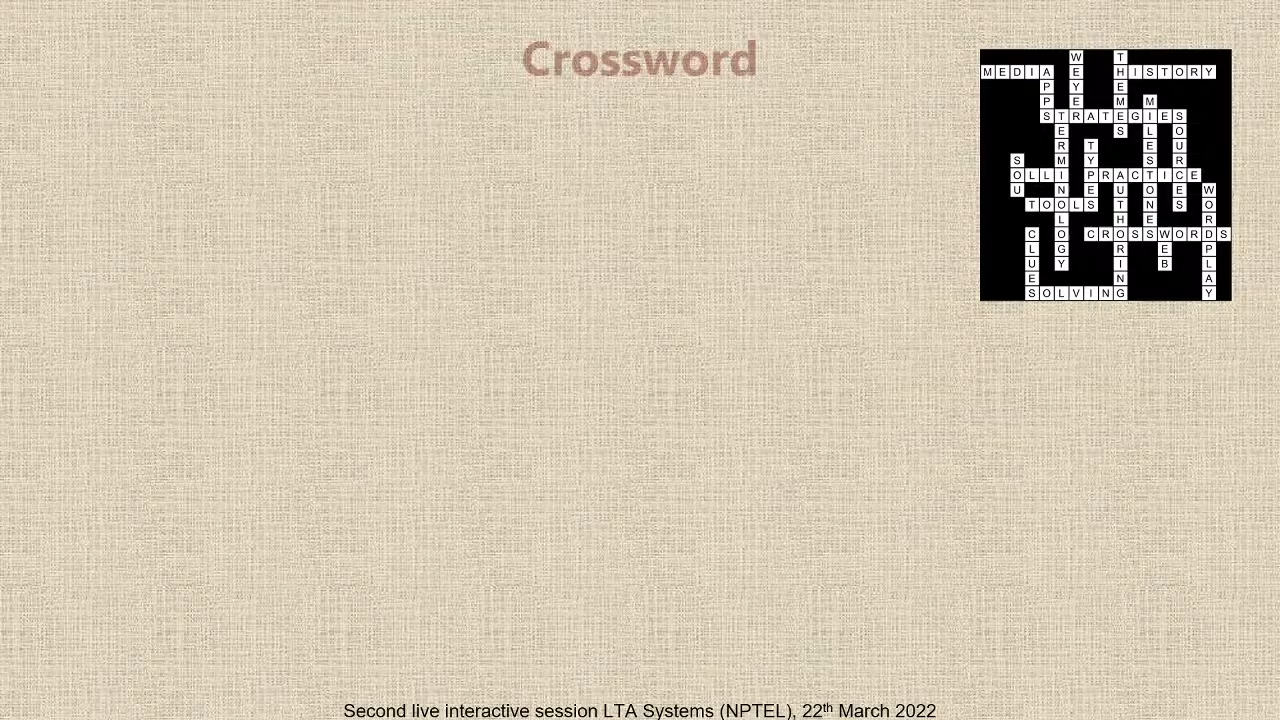 Crossword
W T
MEDIA E HISTORY
P Y E
P E M M
STRATEGIES
E S L O
R T E U
S M Y S R
OLLI PRACTICE
U N E U O E W
TOOLS T N S O
L H E R
C O CROSSWORDS
L G R E P
U Y I B L
E N A
SOLVING Y
Second live interactive session LTA Systems (NPTEL), 22th March 2022